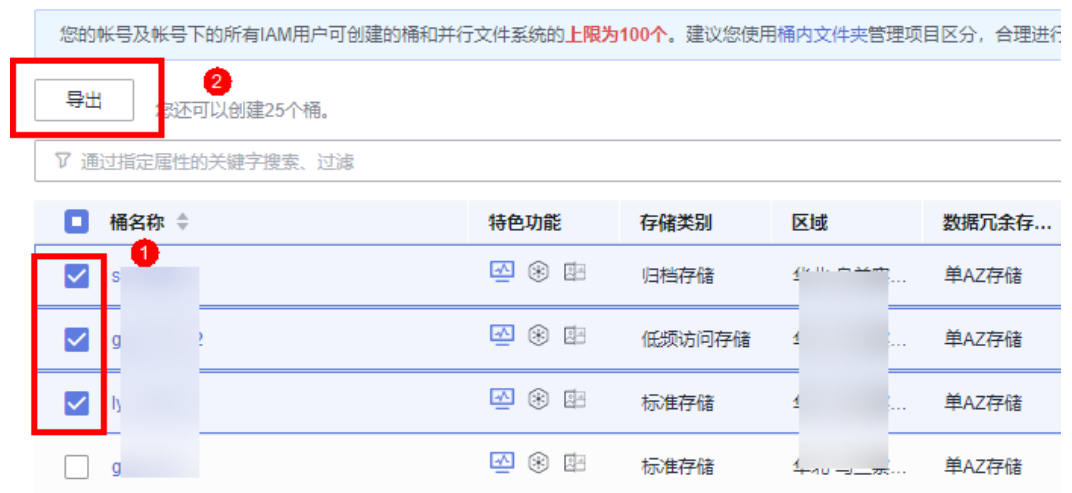 您的帐号及帐号下的所有IAM用户可创建的桶和并行文件系统的上限为100个。建议您使用桶内文件夹管理项目区分，合理进行
2
导出
您还可以创建25个桶。
通过指定属性的关键字搜索、过滤
桶名称 特色功能 存储类别 区域 数据冗余存...
1
s 归档存储 ... 单AZ存储
g 2 低频访问存储 ... 单AZ存储
ly 标准存储 ... 单AZ存储
g 标准存储 ... 单AZ存储